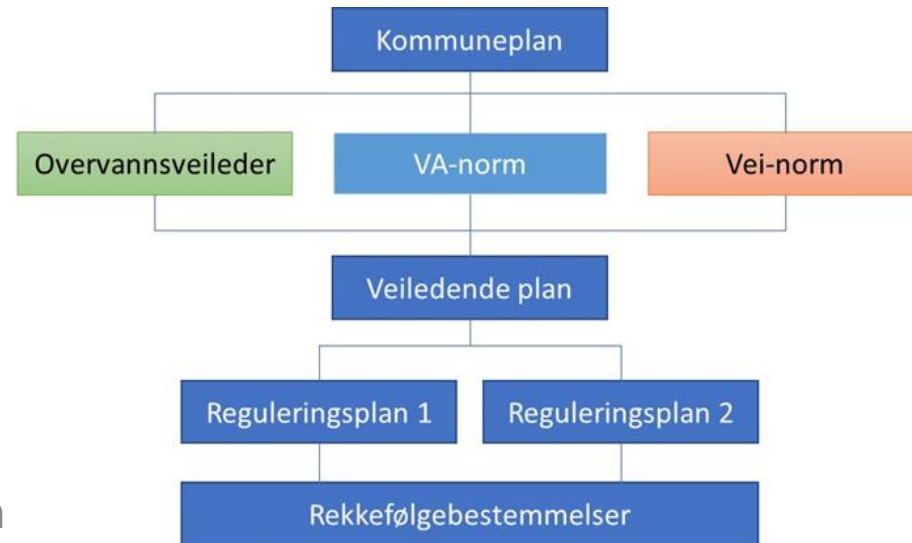 Kommuneplan
Overvannsveileder VA-norm Vei-norm
Veiledende plan
Reguleringsplan 1 Reguleringsplan 2
Rekkefølgebestemmelser